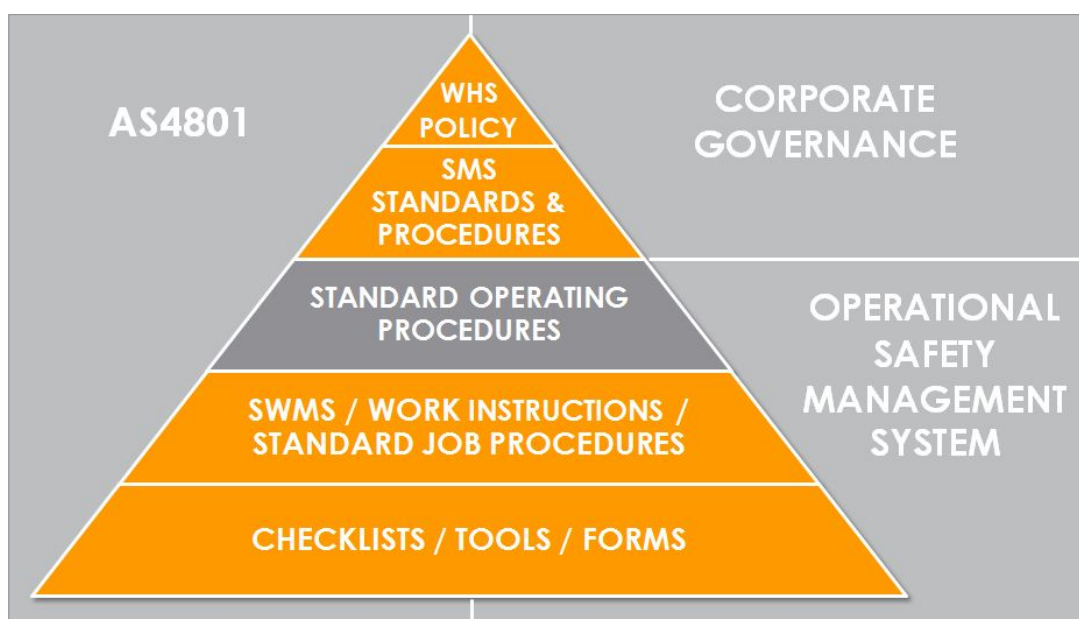 AS4801
WHS
POLICY
SMS
STANDARDS &
PROCEDURES
STANDARD OPERATING
PROCEDURES
SWMS / WORK INSTRUCTIONS /
STANDARD JOB PROCEDURES
CHECKLISTS / TOOLS / FORMS
CORPORATE
GOVERNANCE
OPERATIONAL
SAFETY
MANAGEMENT
SYSTEM